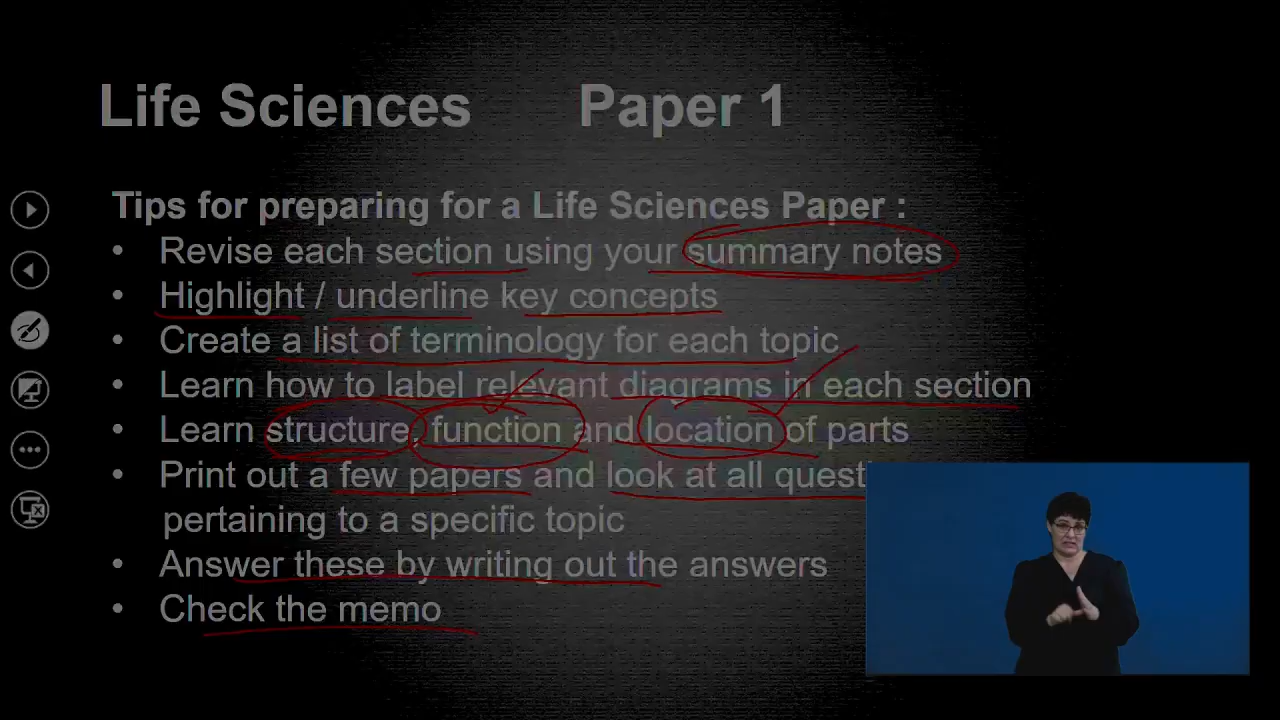 Life Sciences Paper 1
Tips for preparing for a Life Sciences Paper :
• Revise each section using your summary notes
• Highlight / underline key concepts
• Create a list of terminology for each topic
• Learn how to label relevant diagrams in each section
• Learn structure, function and location of parts
• Print out a few papers and look at all quest
pertaining to a specific topic
• Answer these by writing out the answers
• Check the memo